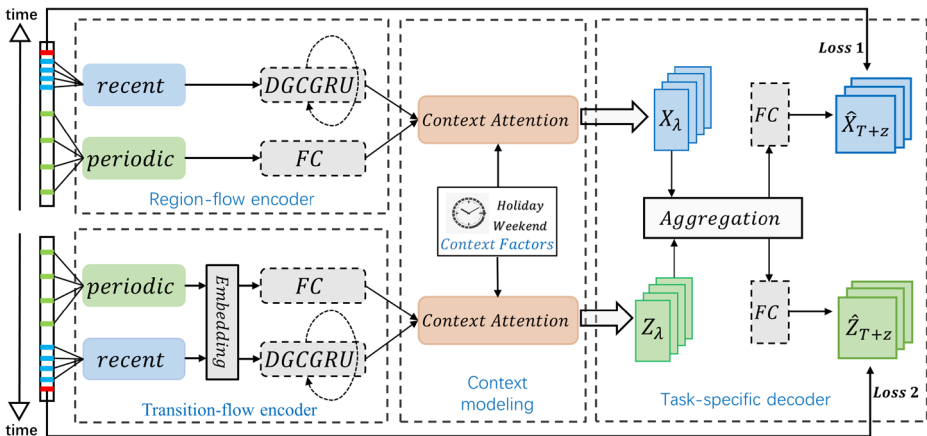 time
recent
DGCGRU
periodic
FC
Region-flow encoder
Context Attention
Holiday
Weekend
Context Factors
Context Attention
Context
modeling
periodic
recent
Embedding
FC
DGCGRU
Transition-flow encoder
time
Loss 1
X_λ
FC
X̂_{T+z}
Aggregation
Z_λ
FC
Ẑ_{T+z}
Task-specific decoder
Loss 2